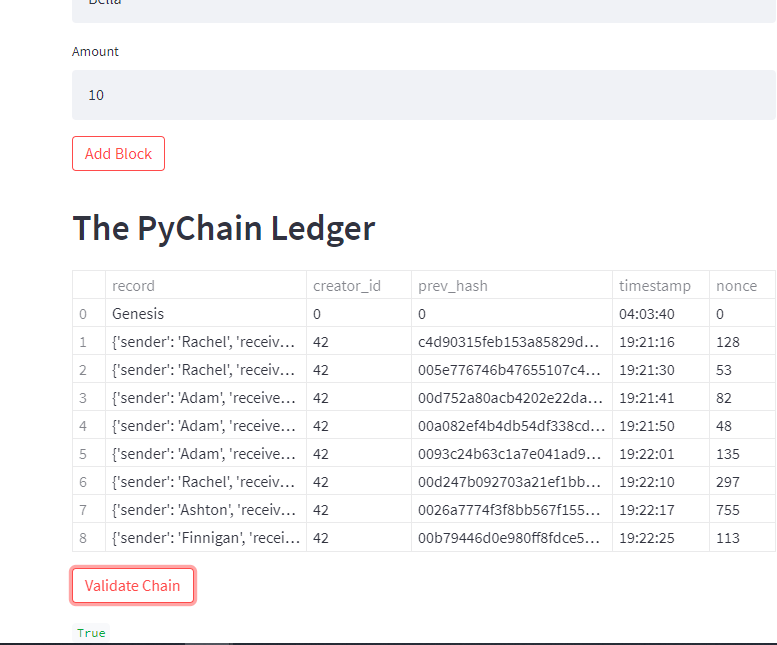 Bella
Amount
10
Add Block
The PyChain Ledger
record creator_id prev_hash timestamp nonce
0 Genesis 0 0 04:03:40 0
1 {'sender': 'Rachel', 'receiv... 42 c4d90315feb153a85829d... 19:21:16 128
2 {'sender': 'Rachel', 'receiv... 42 005e776746b47655107c4... 19:21:30 53
3 {'sender': 'Adam', 'receive... 42 00d752a80acb4202e22da... 19:21:41 82
4 {'sender': 'Adam', 'receive... 42 00a082ef4b4db54df338cd... 19:21:50 48
5 {'sender': 'Adam', 'receive... 42 0093c24b63c1a7e041ad9... 19:22:01 135
6 {'sender': 'Rachel', 'receiv... 42 00d247b092703a21ef1bb... 19:22:10 297
7 {'sender': 'Ashton', 'receiv... 42 0026a7774f3f8bb567f155... 19:22:17 755
8 {'sender': 'Finnigan', 'recei... 42 00b79446d0e980ff8fdce5... 19:22:25 113
Validate Chain
True